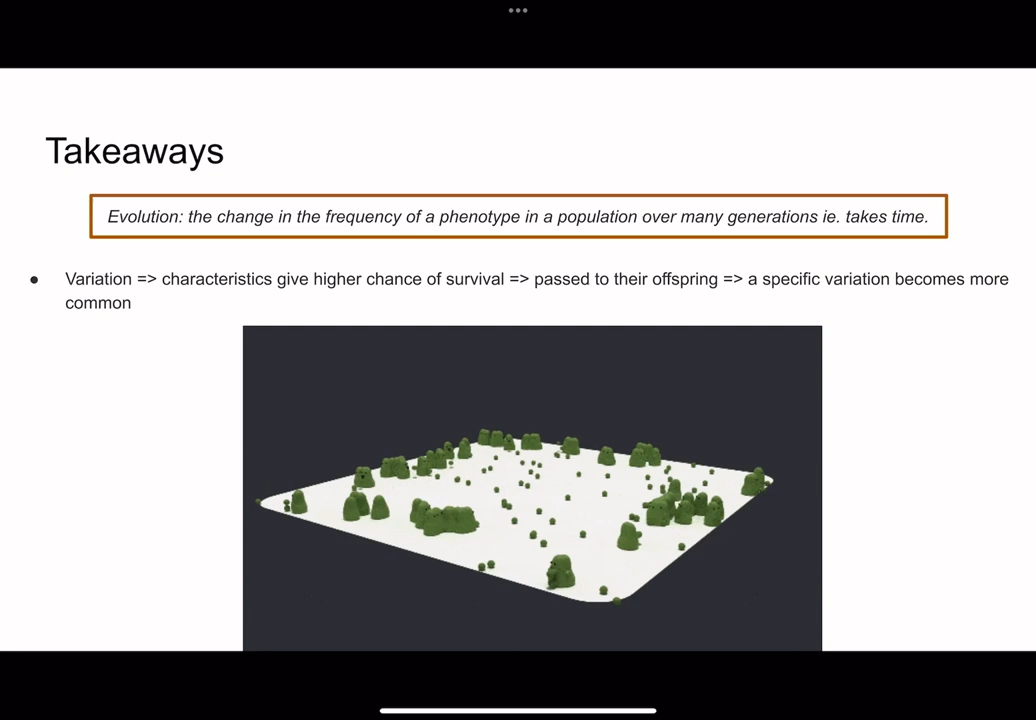 Takeaways
Evolution: the change in the frequency of a phenotype in a population over many generations ie. takes time.
● Variation => characteristics give higher chance of survival => passed to their offspring => a specific variation becomes more
common